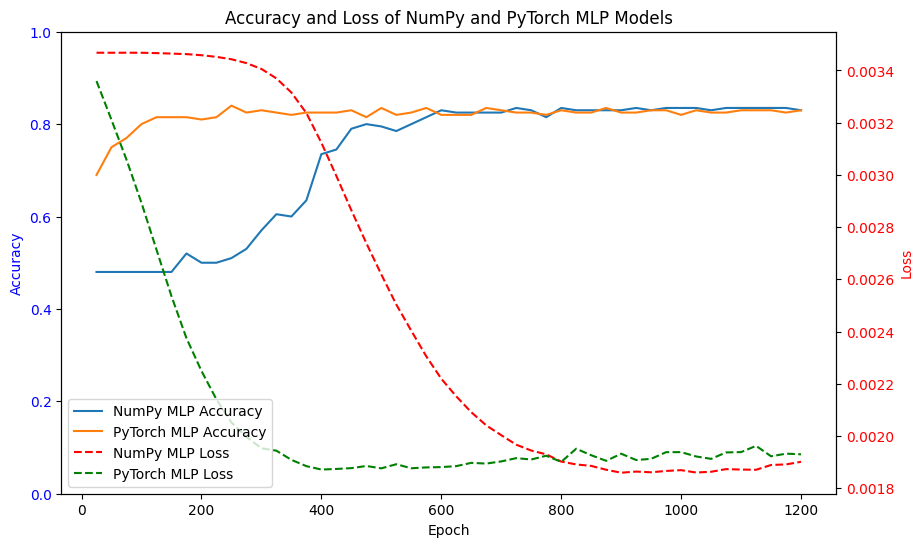 Accuracy and Loss of NumPy and PyTorch MLP Models
1.0
0.8
0.6
0.4
0.2
0.0
Accuracy
0.0034
0.0032
0.0030
0.0028
0.0026
0.0024
0.0022
0.0020
0.0018
Loss
NumPy MLP Accuracy
PyTorch MLP Accuracy
NumPy MLP Loss
PyTorch MLP Loss
0 200 400 600 800 1000 1200
Epoch